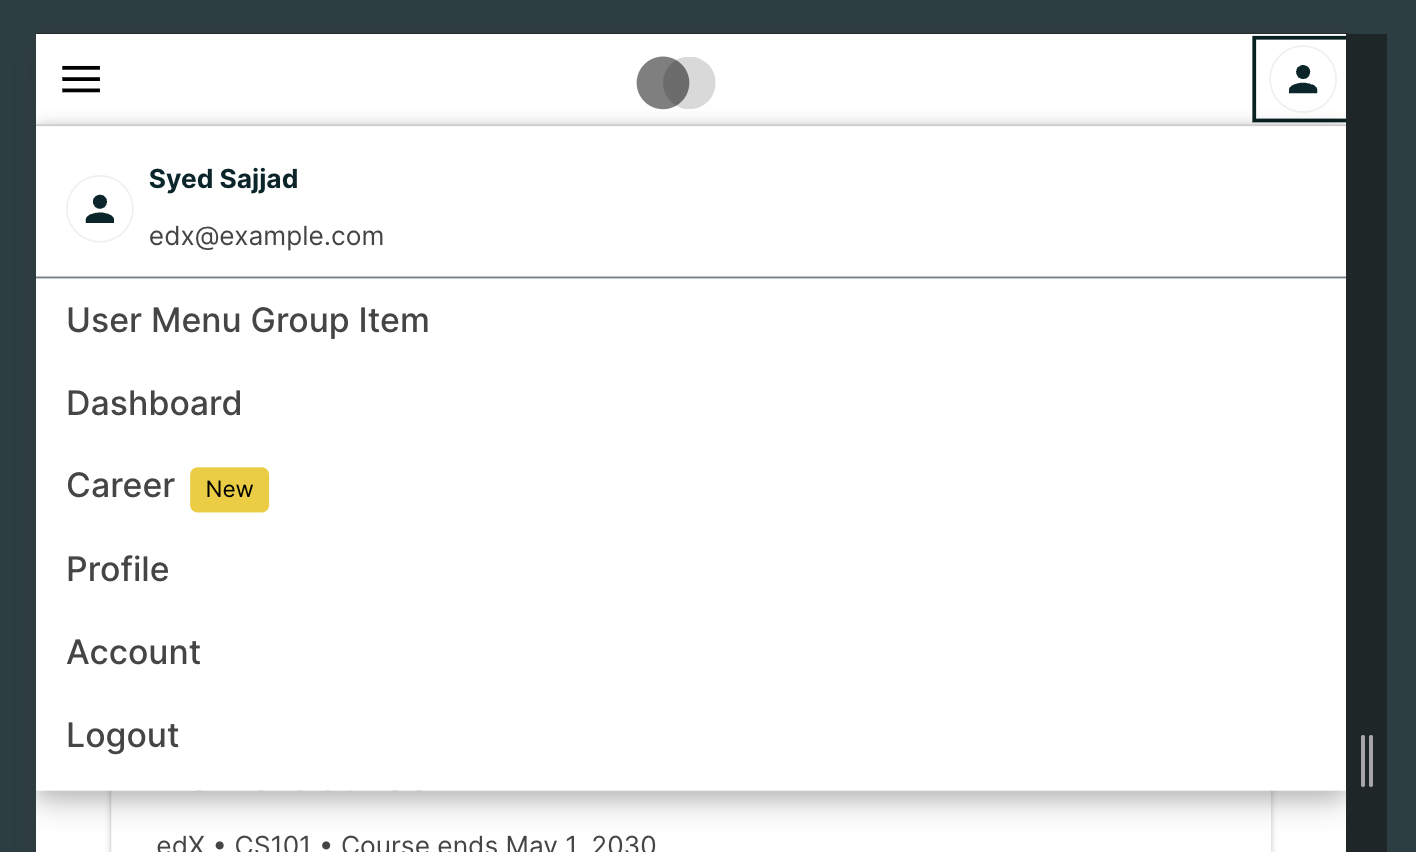 Syed Sajjad
edx@example.com
User Menu Group Item
Dashboard
Career New
Profile
Account
Logout
edX • CS101 • Course ends May 1, 2030